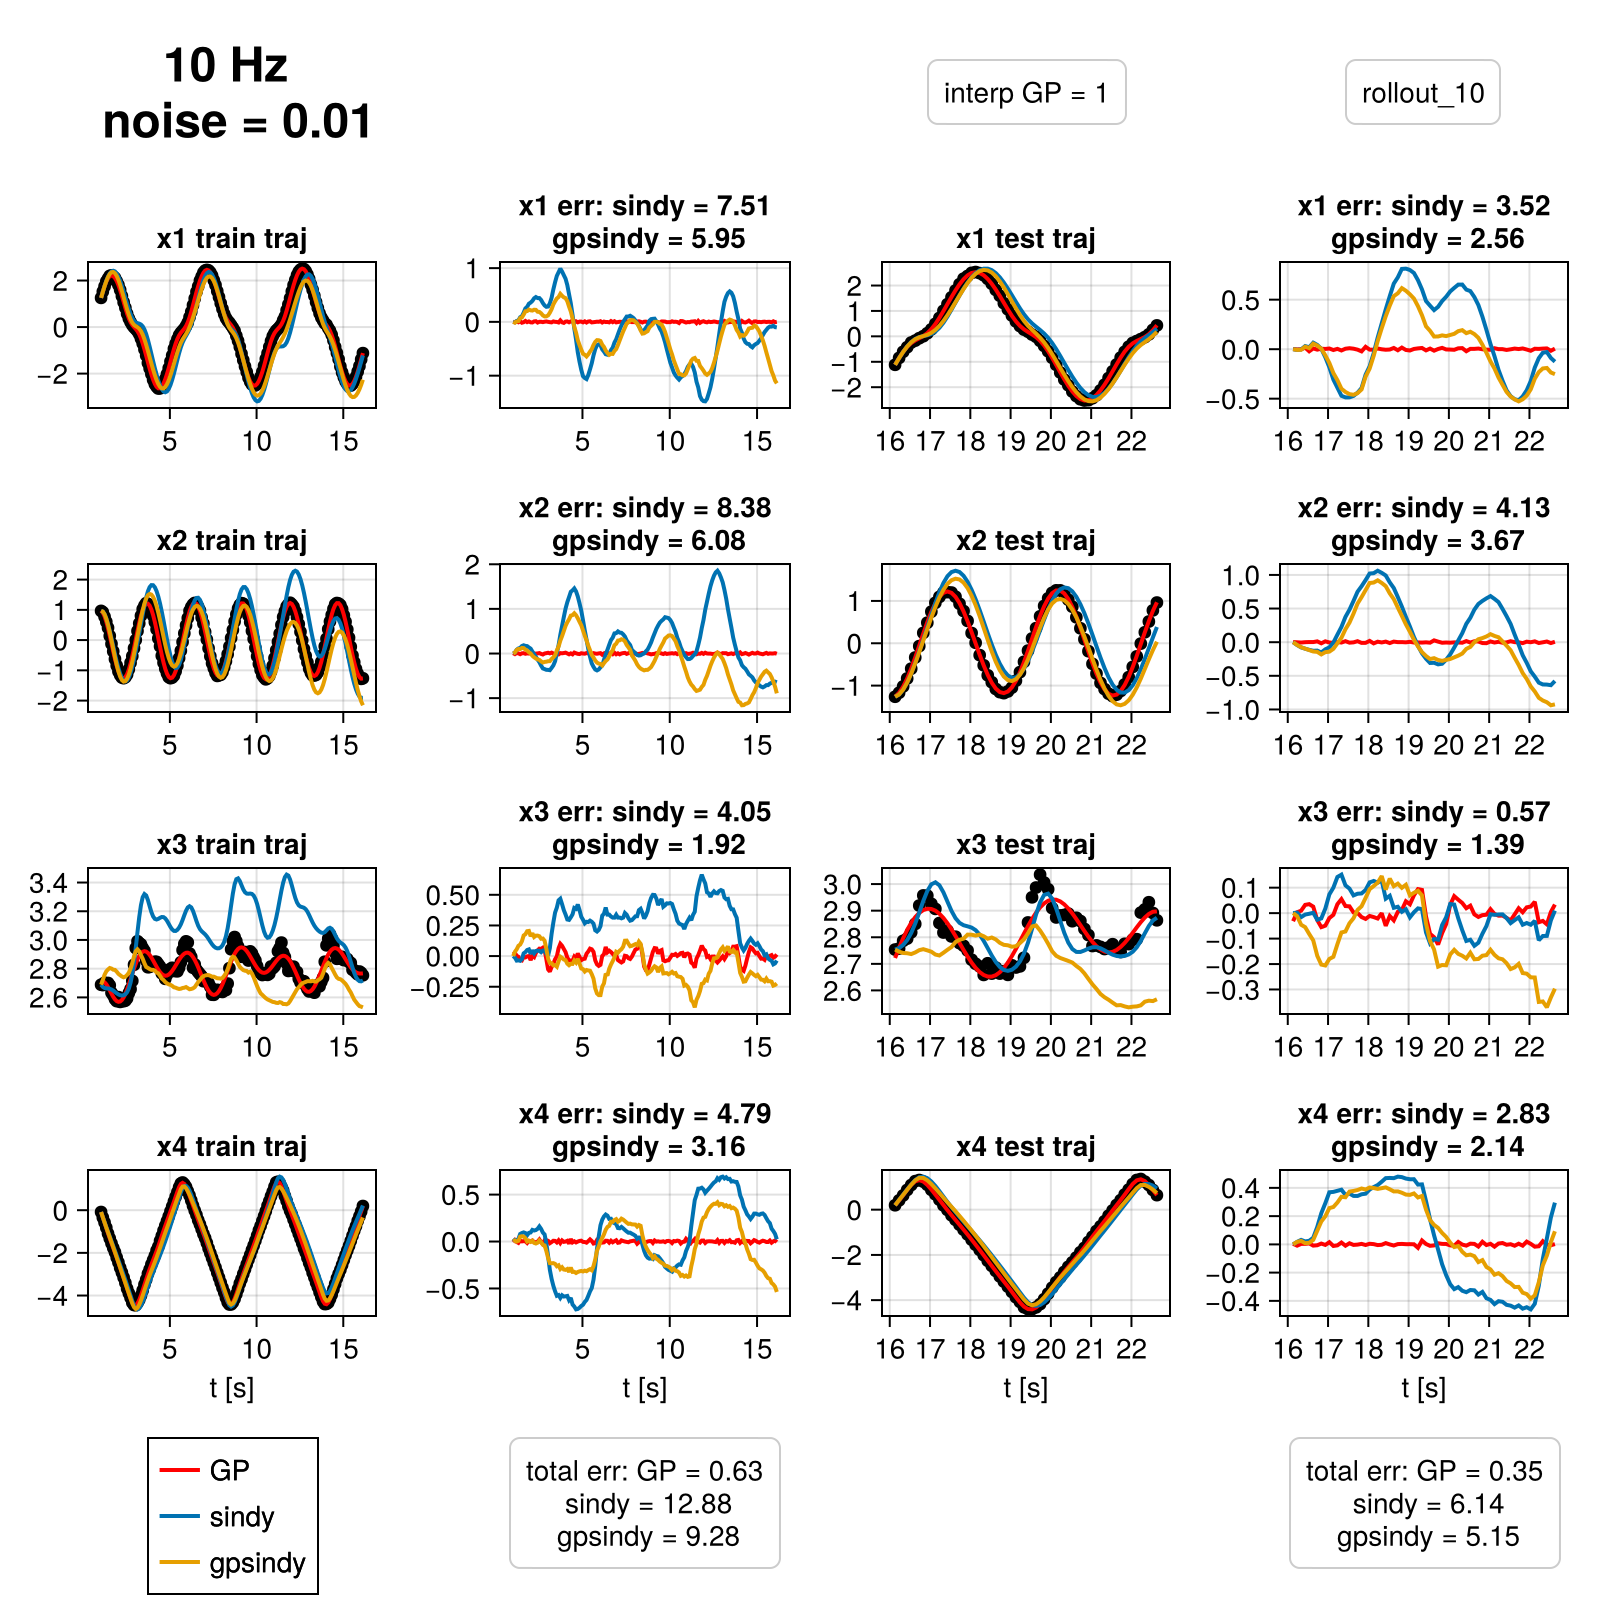 10 Hz
noise = 0.01
interp GP = 1
rollout_10
x1 train traj
2
0
−2
5 10 15
x1 err: sindy = 7.51
gpsindy = 5.95
1
0
−1
5 10 15
x1 test traj
2
1
0
−1
−2
16 17 18 19 20 21 22
x1 err: sindy = 3.52
gpsindy = 2.56
0.5
0.0
−0.5
16 17 18 19 20 21 22
x2 train traj
2
1
0
−1
−2
5 10 15
x2 err: sindy = 8.38
gpsindy = 6.08
2
1
0
−1
5 10 15
x2 test traj
1
0
−1
16 17 18 19 20 21 22
x2 err: sindy = 4.13
gpsindy = 3.67
1.0
0.5
0.0
−0.5
−1.0
16 17 18 19 20 21 22
x3 train traj
3.4
3.2
3.0
2.8
2.6
5 10 15
x3 err: sindy = 4.05
gpsindy = 1.92
0.50
0.25
0.00
−0.25
5 10 15
x3 test traj
3.0
2.9
2.8
2.7
2.6
16 17 18 19 20 21 22
x3 err: sindy = 0.57
gpsindy = 1.39
0.1
0.0
−0.1
−0.2
−0.3
16 17 18 19 20 21 22
x4 train traj
0
−2
−4
5 10 15
t [s]
x4 err: sindy = 4.79
gpsindy = 3.16
0.5
0.0
−0.5
5 10 15
t [s]
x4 test traj
0
−2
−4
16 17 18 19 20 21 22
t [s]
x4 err: sindy = 2.83
gpsindy = 2.14
0.4
0.2
0.0
−0.2
−0.4
16 17 18 19 20 21 22
t [s]
GP
sindy
gpsindy
total err: GP = 0.63
sindy = 12.88
gpsindy = 9.28
total err: GP = 0.35
sindy = 6.14
gpsindy = 5.15